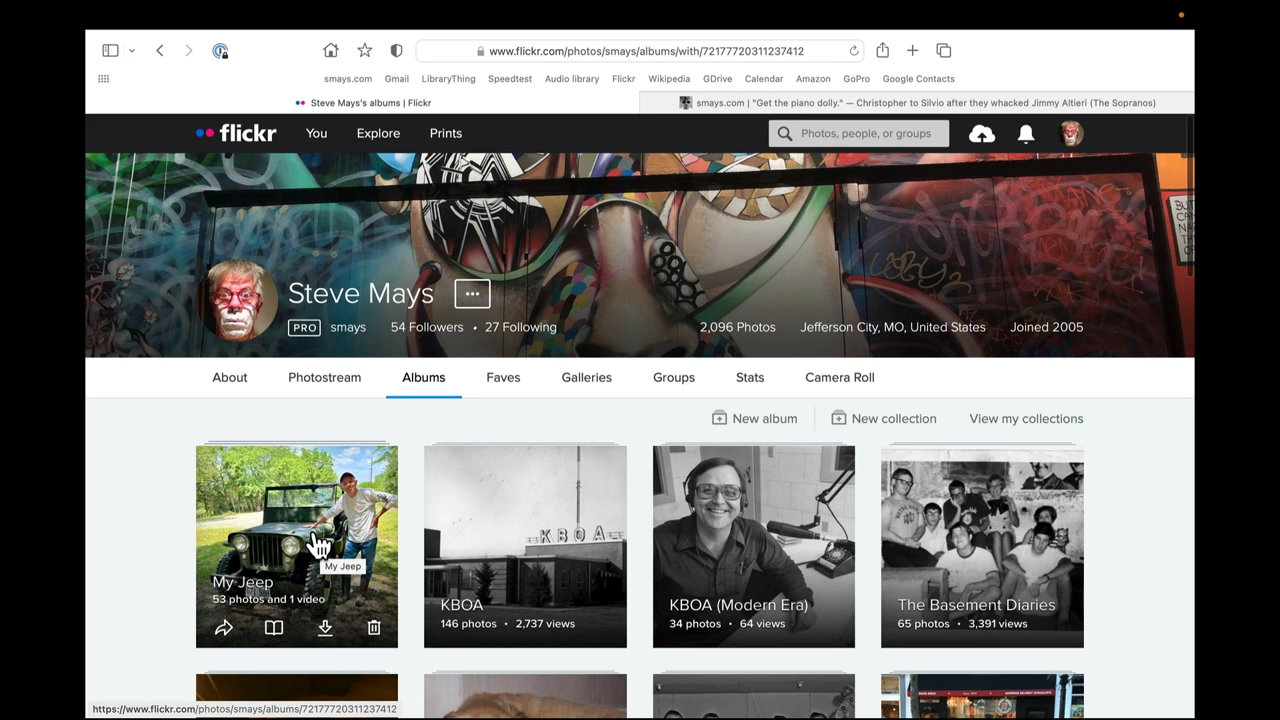 www.flickr.com/photos/smays/albums/with/72177720311237412
smays.com Gmail LibraryThing Speedtest Audio library Flickr Wikipedia GDrive Calendar Amazon GoPro Google Contacts
Steve Mays's albums | Flickr
smays.com | "Get the piano dolly." — Christopher to Silvio after they whacked Jimmy Altieri (The Sopranos)
flickr You Explore Prints
Photos, people, or groups
Steve Mays
PRO smays 54 Followers • 27 Following 2,096 Photos Jefferson City, MO, United States Joined 2005
About Photostream Albums Faves Galleries Groups Stats Camera Roll
New album New collection View my collections
My Jeep
My Jeep
53 photos and 1 video
KBOA
KBOA
146 photos • 2,737 views
KBOA (Modern Era)
34 photos • 64 views
The Basement Diaries
65 photos • 3,391 views
https://www.flickr.com/photos/smays/albums/72177720311237412